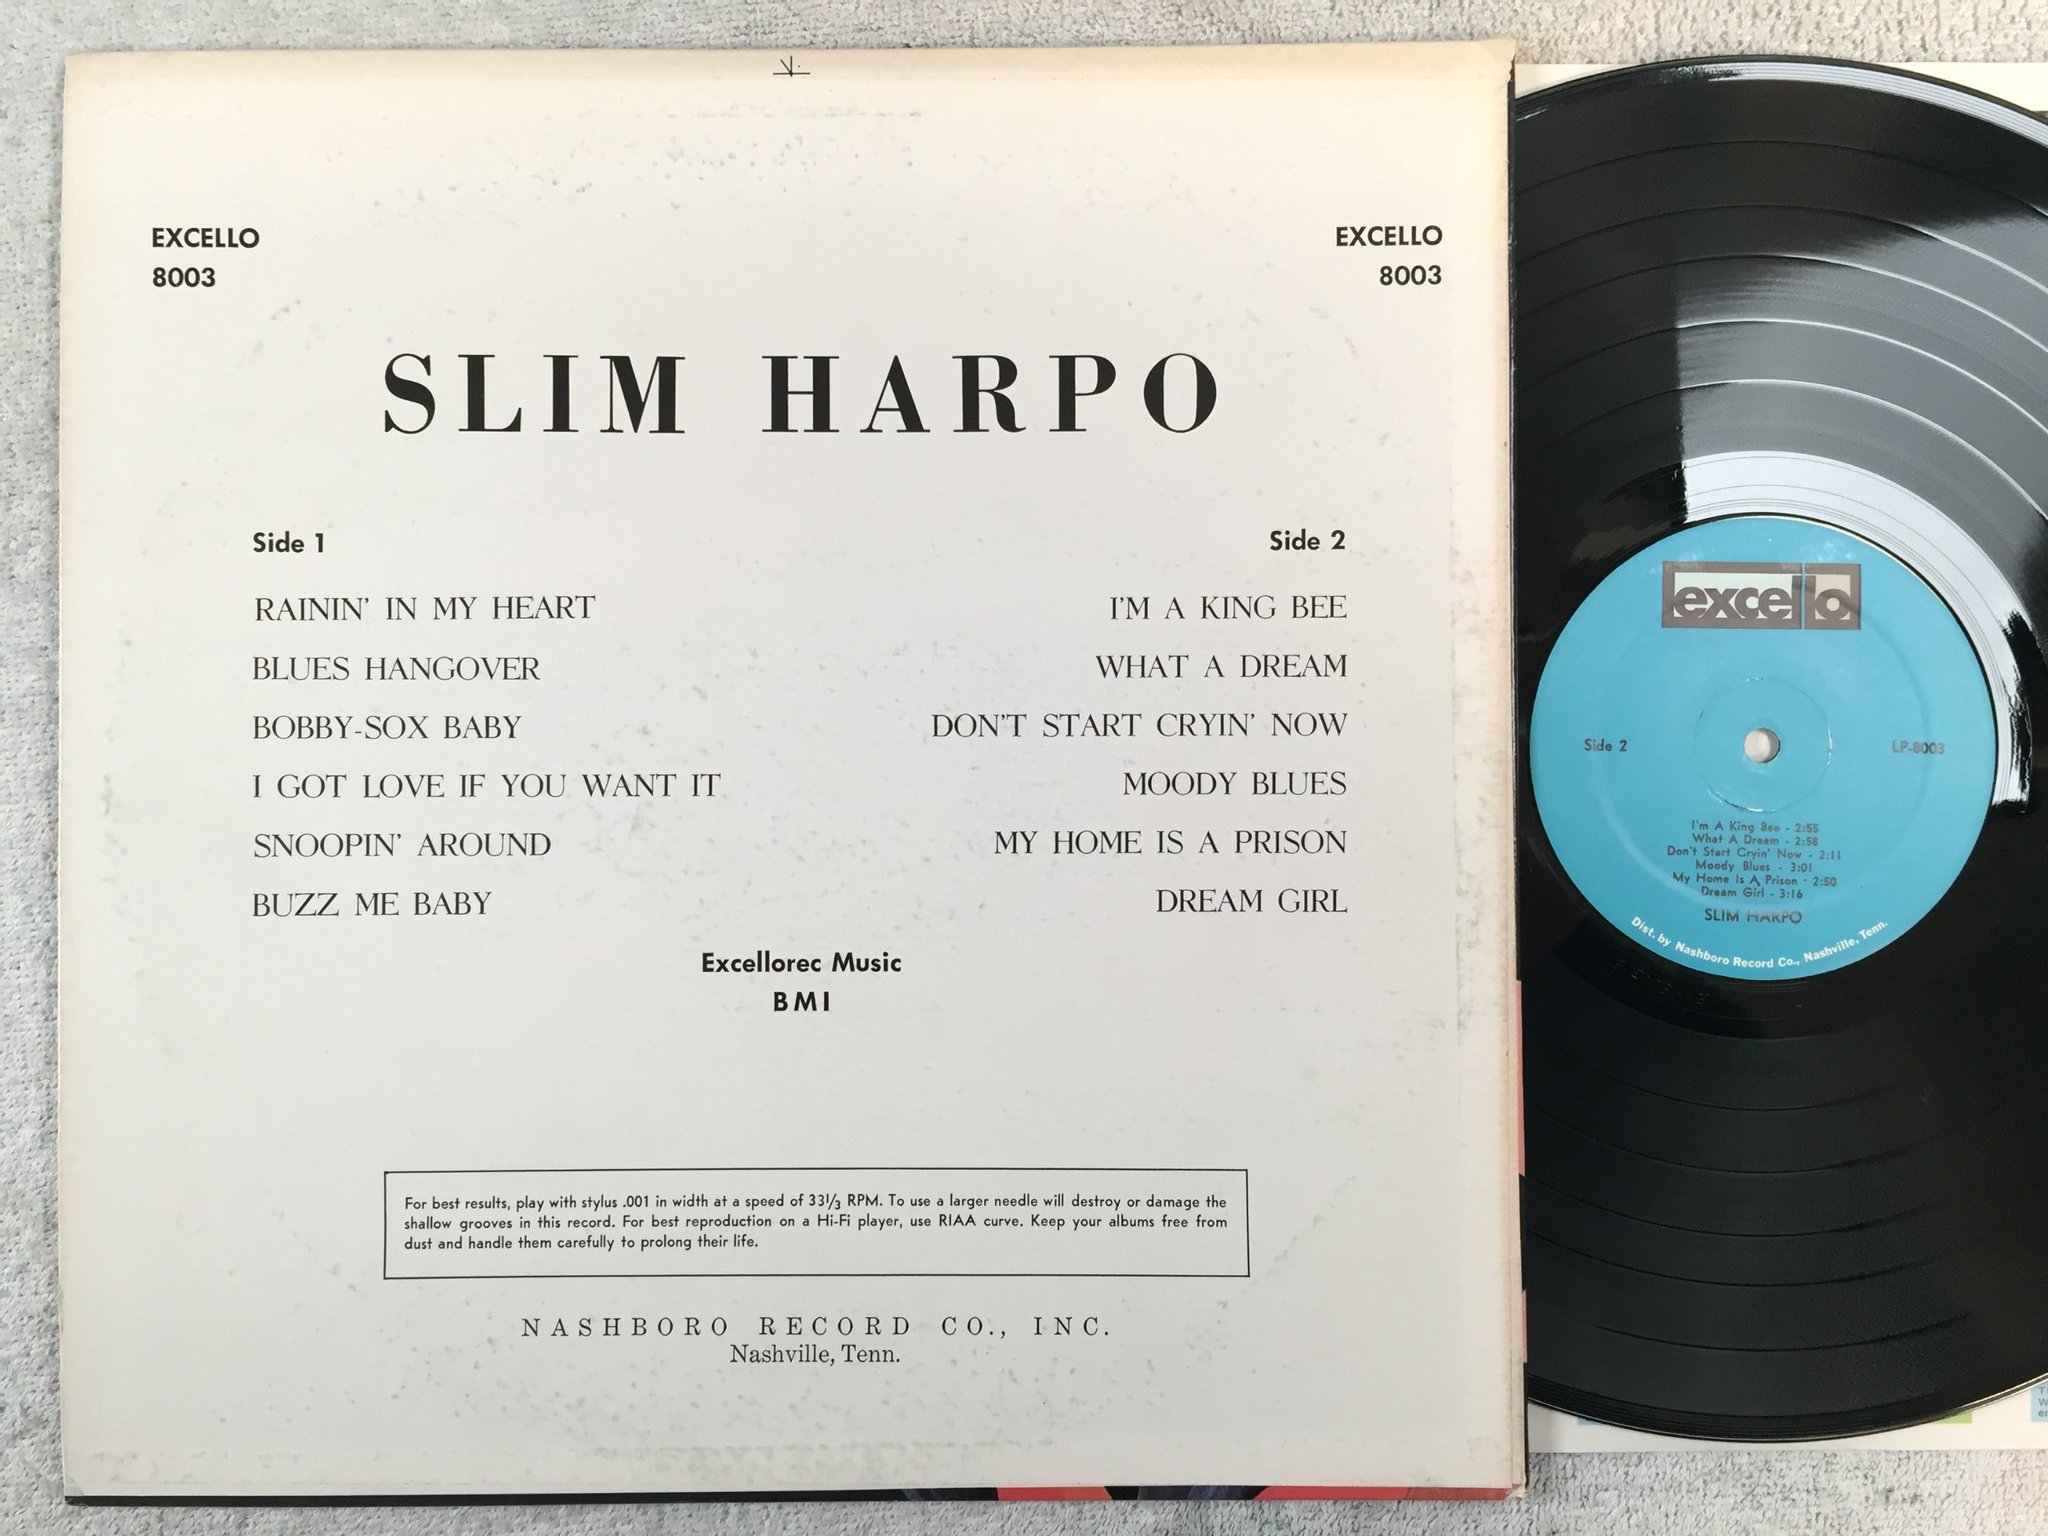 EXCELLO
8003
EXCELLO
8003
SLIM HARPO
Side 1
RAININ' IN MY HEART
BLUES HANGOVER
BOBBY-SOX BABY
I GOT LOVE IF YOU WANT IT
SNOOPIN' AROUND
BUZZ ME BABY
Side 2
I'M A KING BEE
WHAT A DREAM
DON'T START CRYIN' NOW
MOODY BLUES
MY HOME IS A PRISON
DREAM GIRL
Excellorec Music
BMI
For best results, play with stylus .001 in width at a speed of 33⅓ RPM. To use a larger needle will destroy or damage the
shallow grooves in this record. For best reproduction on a Hi-Fi player, use RIAA curve. Keep your albums free from
dust and handle them carefully to prolong their life.
NASHBORO RECORD CO., INC.
Nashville, Tenn.
excello
Side 2
LP-8003
I'm A King Bee - 2:55
What A Dream - 2:58
Don't Start Cryin' Now - 2:11
Moody Blues - 3:01
My Home Is A Prison - 2:50
Dream Girl - 3:16
SLIM HARPO
Dist. by Nashboro Record Co., Nashville, Tenn.